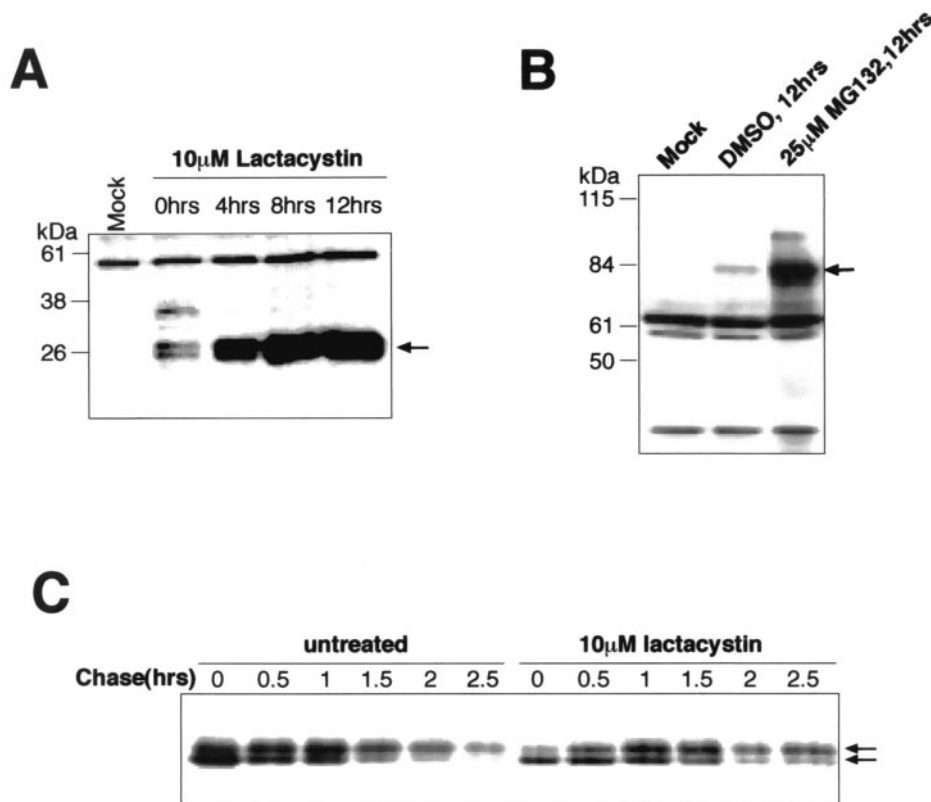 A
10μM Lactacystin
Mock
0hrs 4hrs 8hrs 12hrs
kDa
61
38
26
B
Mock
DMSO, 12hrs
25μM MG132,12hrs
kDa
115
84
61
50
C
untreated 10μM lactacystin
Chase(hrs) 0 0.5 1 1.5 2 2.5 0 0.5 1 1.5 2 2.5